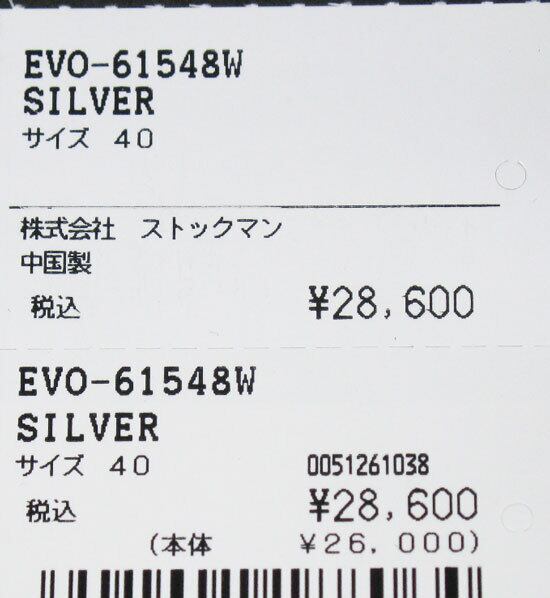 EVO-61548W
SILVER
サイズ 40
株式会社 ストックマン
中国製
税込 ¥28,600
EVO-61548W
SILVER
サイズ 40 0051261038
税込 ¥28,600
(本体 ¥26,000)